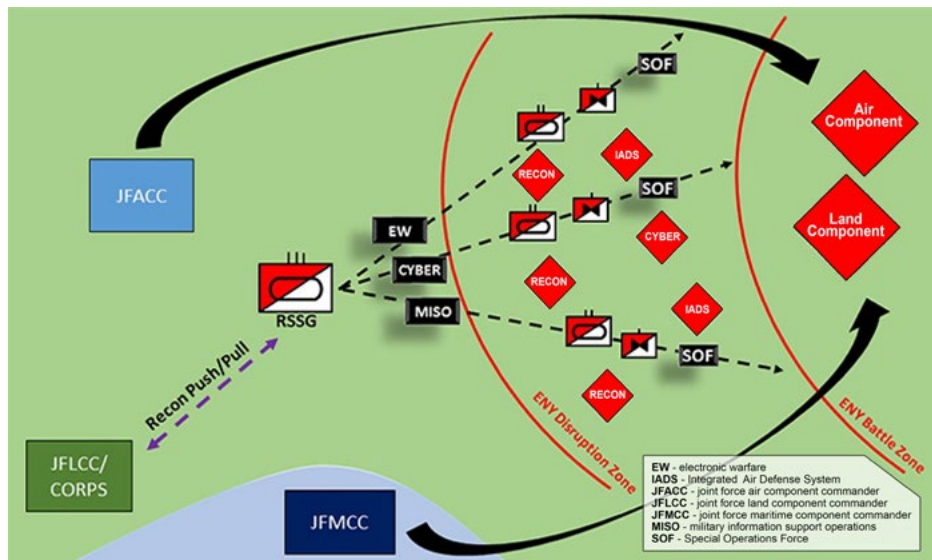 SOF
Air
Component
IADS
RECON
JFACC
SOF
Land
Component
EW
CYBER
CYBER
RSSG
MISO
RECON
IADS
SOF
Recon Push/Pull
RECON
ENY Disruption Zone
ENY Battle Zone
JFLCC/
CORPS
JFMCC
EW - electronic warfare
IADS - Integrated Air Defense System
JFACC - joint force air component commander
JFLCC - joint force land component commander
JFMCC - joint force maritime component commander
MISO - military information support operations
SOF - Special Operations Force